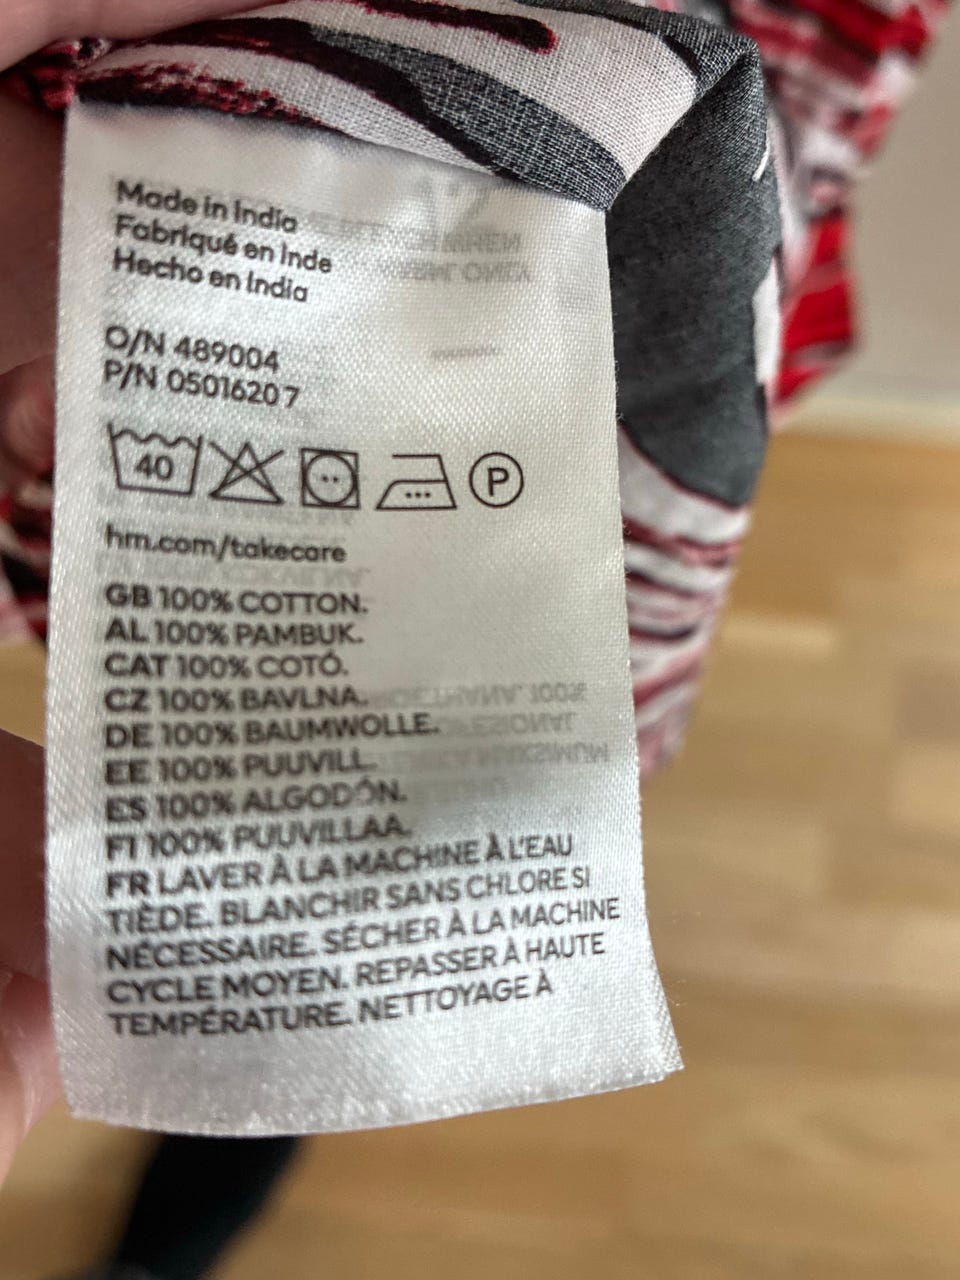 Made in India
Fabriqué en Inde
Hecho en India
O/N 489004
P/N 05016207
40 P
hm.com/takecare
GB 100% COTTON.
AL 100% PAMBUK.
CAT 100% COTÓ.
CZ 100% BAVLNA.
DE 100% BAUMWOLLE.
EE 100% PUUVILL.
ES 100% ALGODÓN.
FI 100% PUUVILLAA.
FR LAVER À LA MACHINE À L'EAU
TIÈDE. BLANCHIR SANS CHLORE SI
NÉCESSAIRE. SÉCHER À LA MACHINE
CYCLE MOYEN. REPASSER À HAUTE
TEMPÉRATURE. NETTOYAGE À